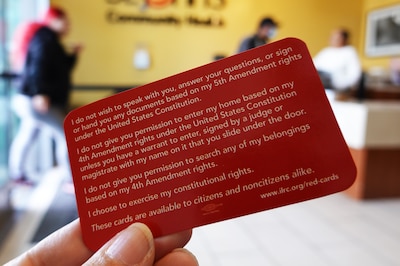 Community
I do not wish to speak with you, answer your questions, or sign
or hand you any documents based on my 5th Amendment rights
under the United States Constitution.
I do not give you permission to enter my home based on my
4th Amendment rights under the United States Constitution
unless you have a warrant to enter, signed by a judge or
magistrate with my name on it that you slide under the door.
I do not give you permission to search any of my belongings
based on my 4th Amendment rights.
I choose to exercise my constitutional rights.
www.ilrc.org/red-cards
These cards are available to citizens and noncitizens alike.